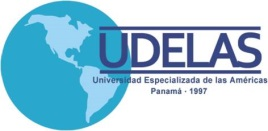 UDELAS
Universidad Especializada de las Américas
Panamá - 1997